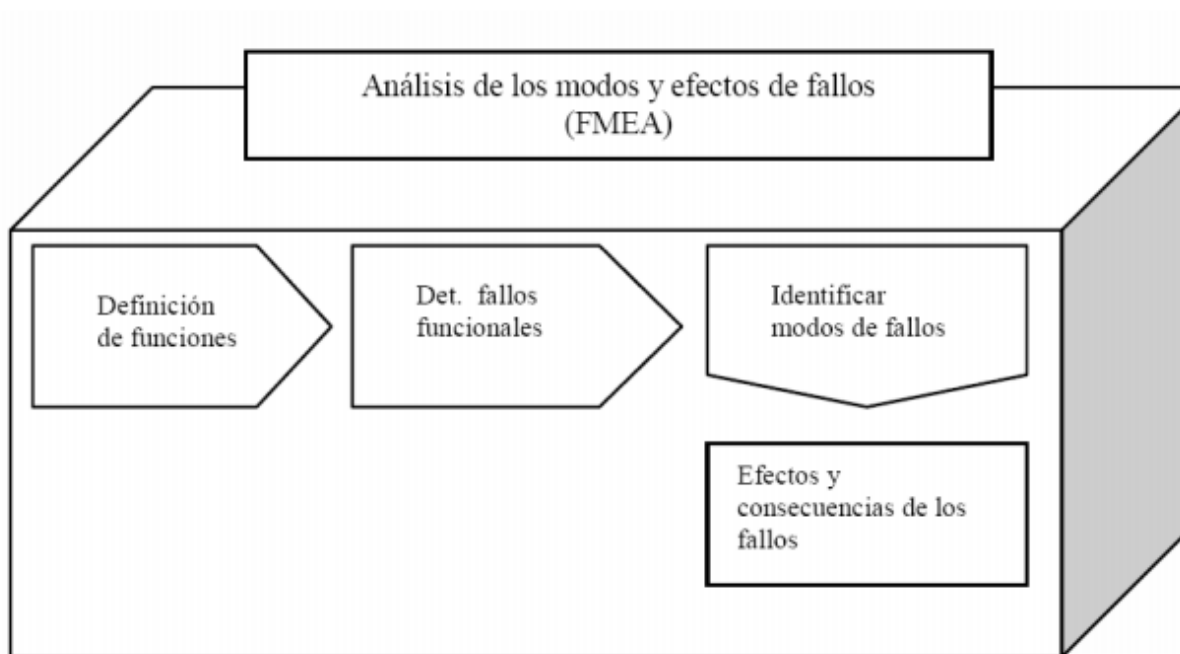 Análisis de los modos y efectos de fallos
(FMEA)
Definición
de funciones
Det. fallos
funcionales
Identificar
modos de fallos
Efectos y
consecuencias de los
fallos